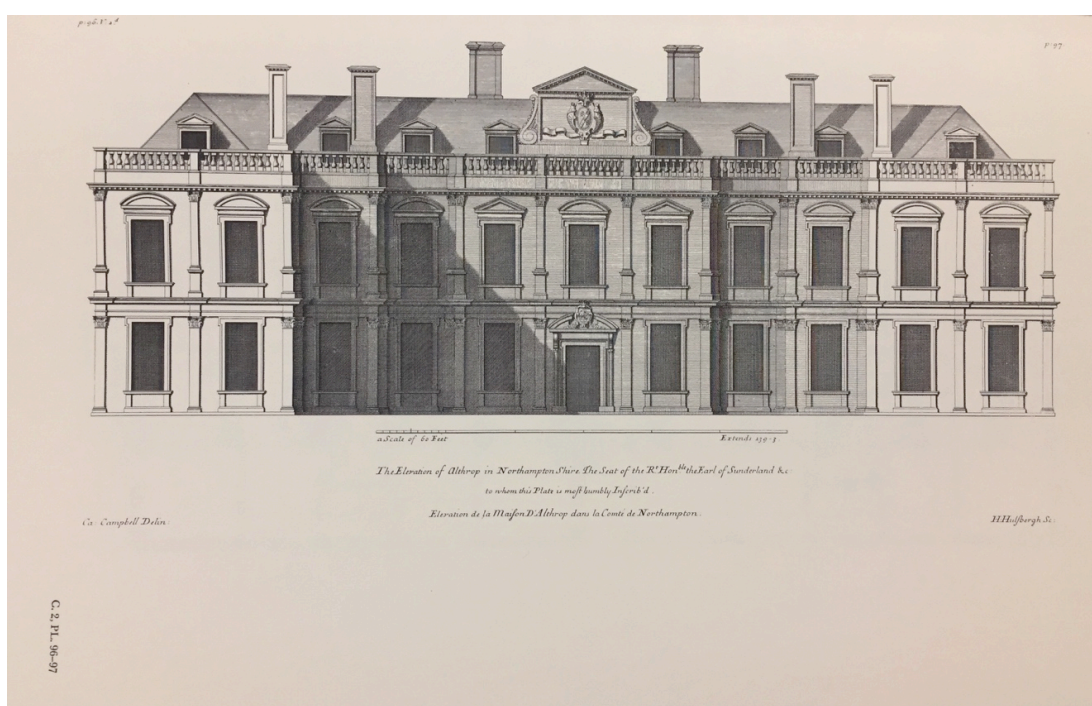 p. 96. V. 2d
V. 97
a Scale of 60 Feet
Extends 139.3
The Elevation of Althrop in Northampton Shire. The Seat of the Rt. Honble. the Earl of Sunderland &c
to whom this Plate is most humbly Inscrib'd.
Elevation de la Maison D'Althrop dans la Comté de Northampton.
Ca: Campbell Delin:
H. Hulsbergh Sc:
C. 2, PL. 96–97